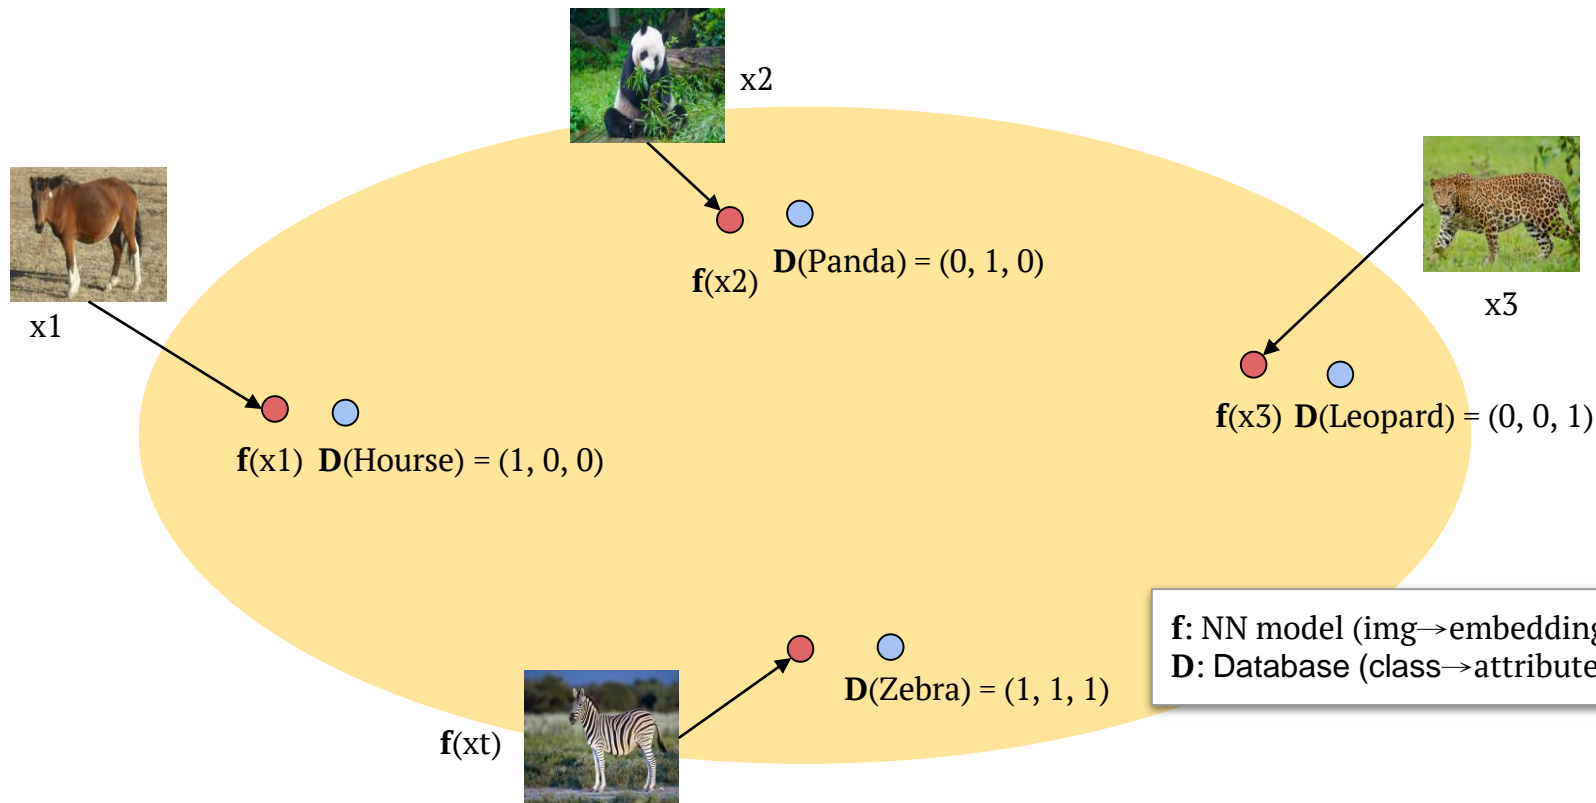 x2
x1
x3
f(x2)
D(Panda) = (0, 1, 0)
f(x3) D(Leopard) = (0, 0, 1)
f(x1) D(Hourse) = (1, 0, 0)
f: NN model (img→embedding
D: Database (class→attribute
D(Zebra) = (1, 1, 1)
f(xt)